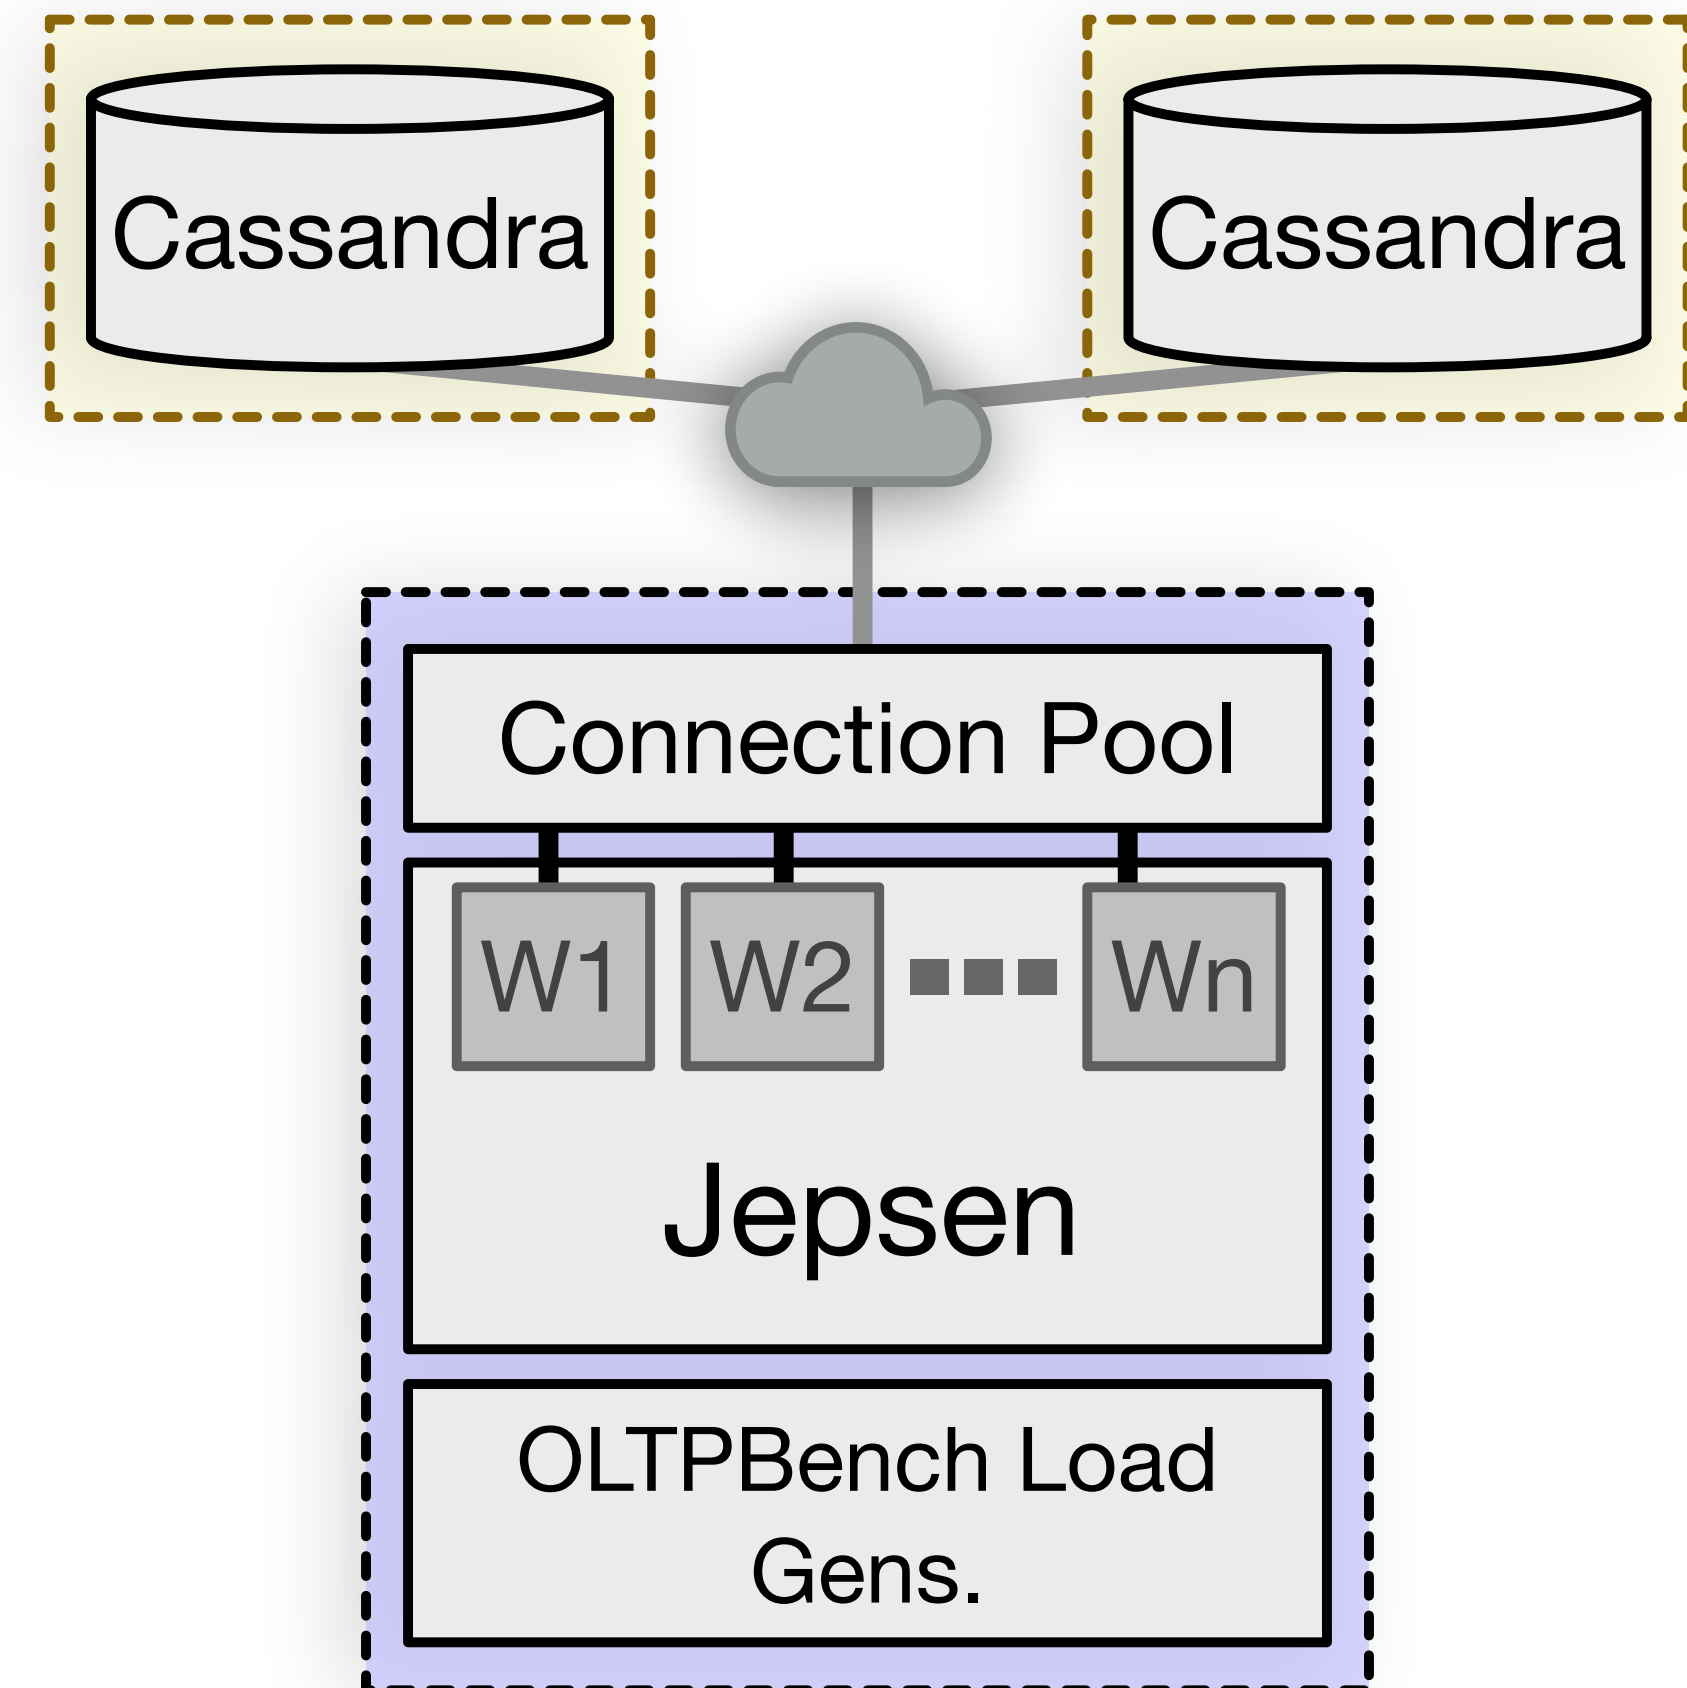 Cassandra
Cassandra
Connection Pool
W1 W2 Wn
Jepsen
OLTPBench Load
Gens.